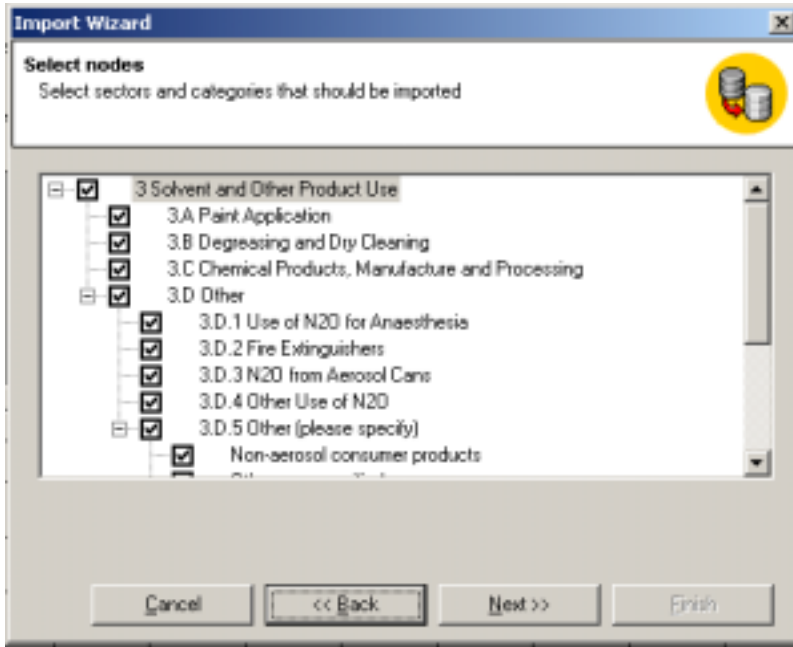 Import Wizard
Select nodes
Select sectors and categories that should be imported
3 Solvent and Other Product Use
3.A Paint Application
3.B Degreasing and Dry Cleaning
3.C Chemical Products, Manufacture and Processing
3.D Other
3.D.1 Use of N2O for Anaesthesia
3.D.2 Fire Extinguishers
3.D.3 N2O from Aerosol Cans
3.D.4 Other Use of N2O
3.D.5 Other (please specify)
Non-aerosol consumer products
Cancel << Back Next >> Finish